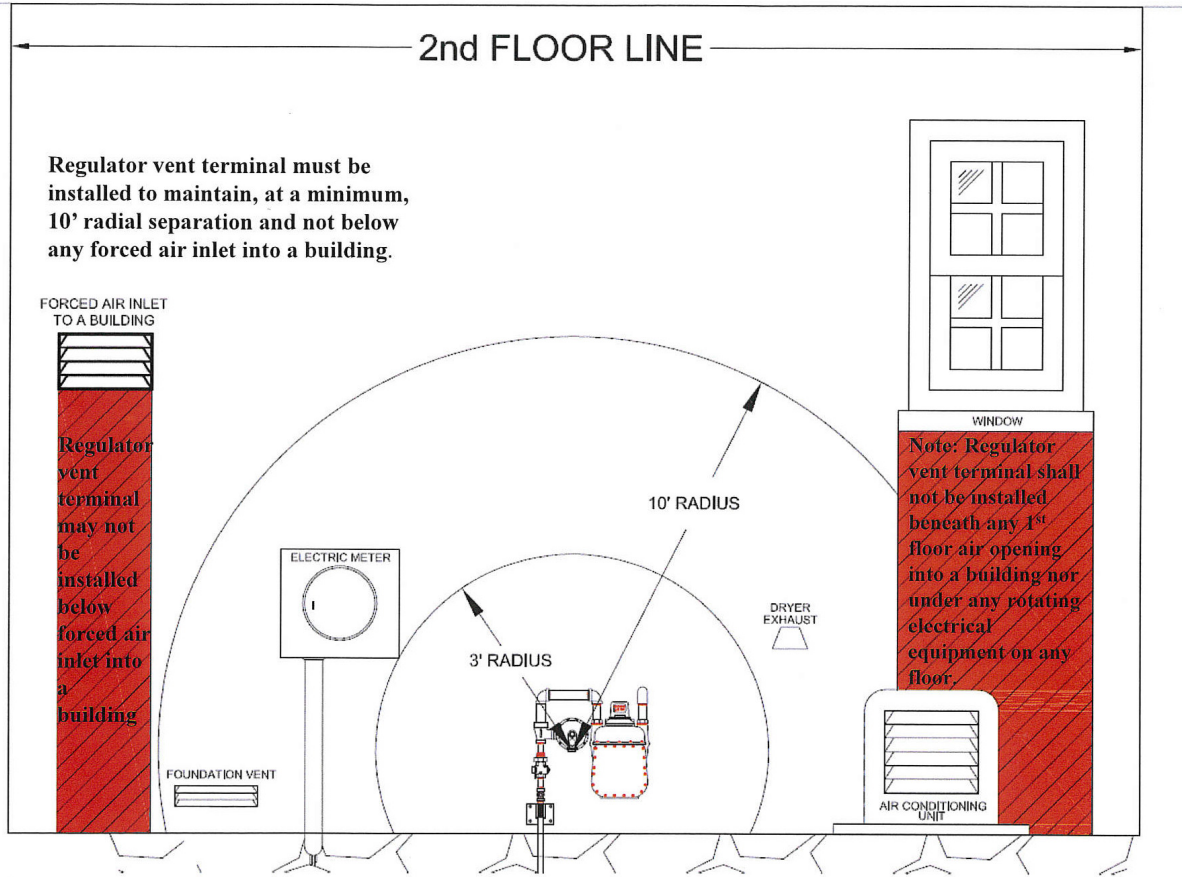 2nd FLOOR LINE
Regulator vent terminal must be
installed to maintain, at a minimum,
10’ radial separation and not below
any forced air inlet into a building.
FORCED AIR INLET
TO A BUILDING
WINDOW
Regulator
vent
terminal
may not
be
installed
below
forced air
inlet into
a
building
Note: Regulator
vent terminal shall
not be installed
beneath any 1st
floor air opening
into a building nor
under any rotating
electrical
equipment on any
floor.
10' RADIUS
ELECTRIC METER
DRYER
EXHAUST
3' RADIUS
FOUNDATION VENT
AIR CONDITIONING
UNIT